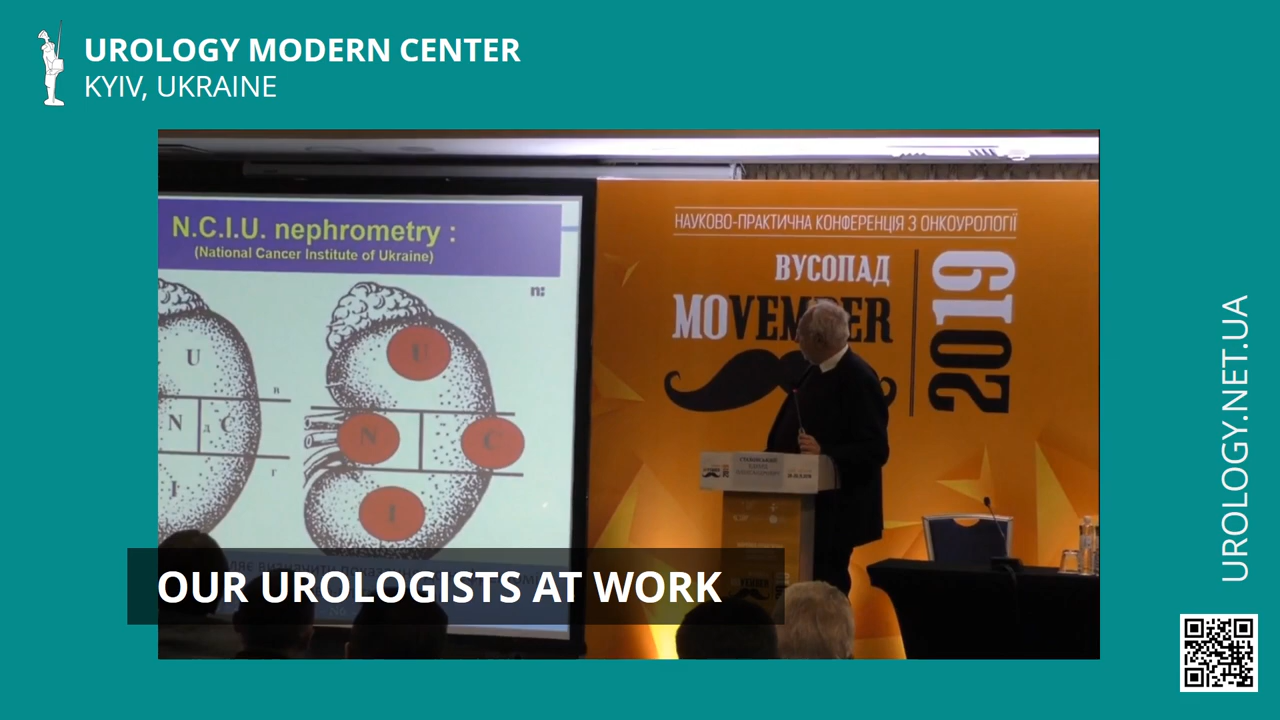 UROLOGY MODERN CENTER
KYIV, UKRAINE
N.C.I.U. nephrometry :
(National Cancer Institute of Ukraine)
n:
U
в
N
д
C
г
I
U
N
C
I
НАУКОВО-ПРАКТИЧНА КОНФЕРЕНЦІЯ З ОНКОУРОЛОГІЇ
ВУСОПАД
MOVEMBER
2019
OUR UROLOGISTS AT WORK
UROLOGY.NET.UA